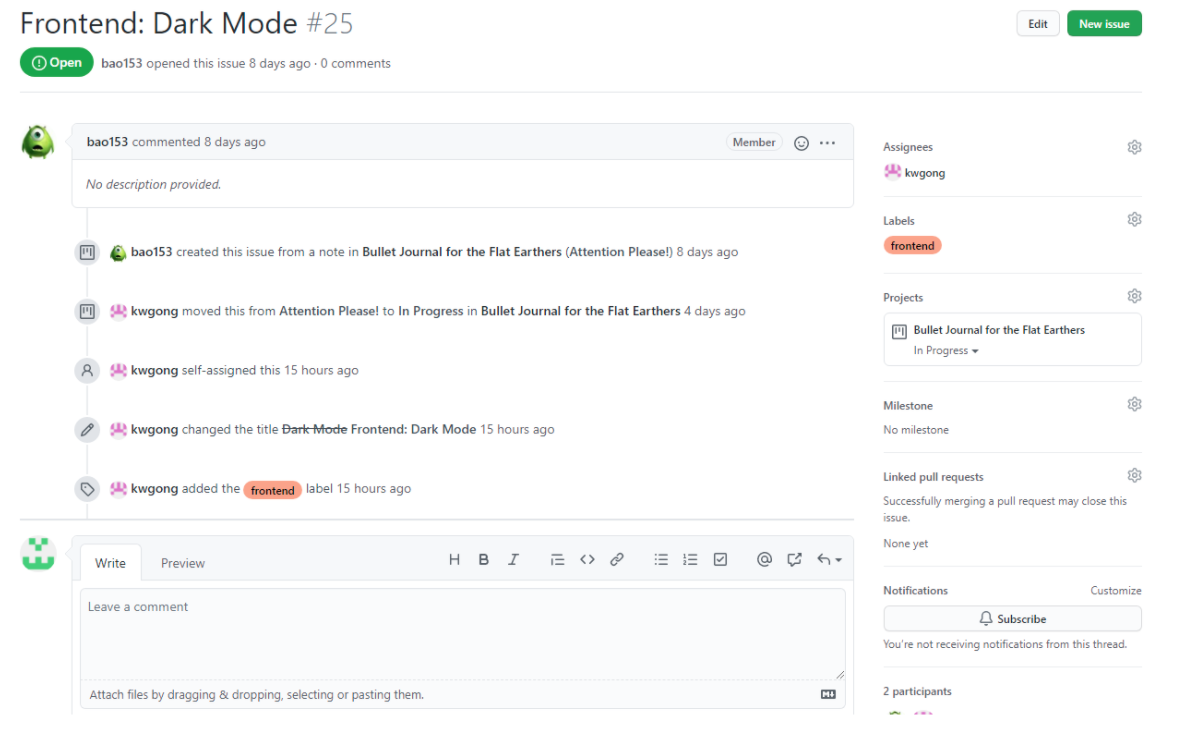 Frontend: Dark Mode #25
Edit
New issue
Open
bao153 opened this issue 8 days ago · 0 comments
bao153 commented 8 days ago
Member
No description provided.
bao153 created this issue from a note in Bullet Journal for the Flat Earthers (Attention Please!) 8 days ago
kwgong moved this from Attention Please! to In Progress in Bullet Journal for the Flat Earthers 4 days ago
kwgong self-assigned this 15 hours ago
kwgong changed the title Dark Mode Frontend: Dark Mode 15 hours ago
kwgong added the frontend label 15 hours ago
Write
Preview
H B I
Leave a comment
Attach files by dragging & dropping, selecting or pasting them.
Assignees
kwgong
Labels
frontend
Projects
Bullet Journal for the Flat Earthers
In Progress
Milestone
No milestone
Linked pull requests
Successfully merging a pull request may close this
issue.
None yet
Notifications
Customize
Subscribe
You're not receiving notifications from this thread.
2 participants